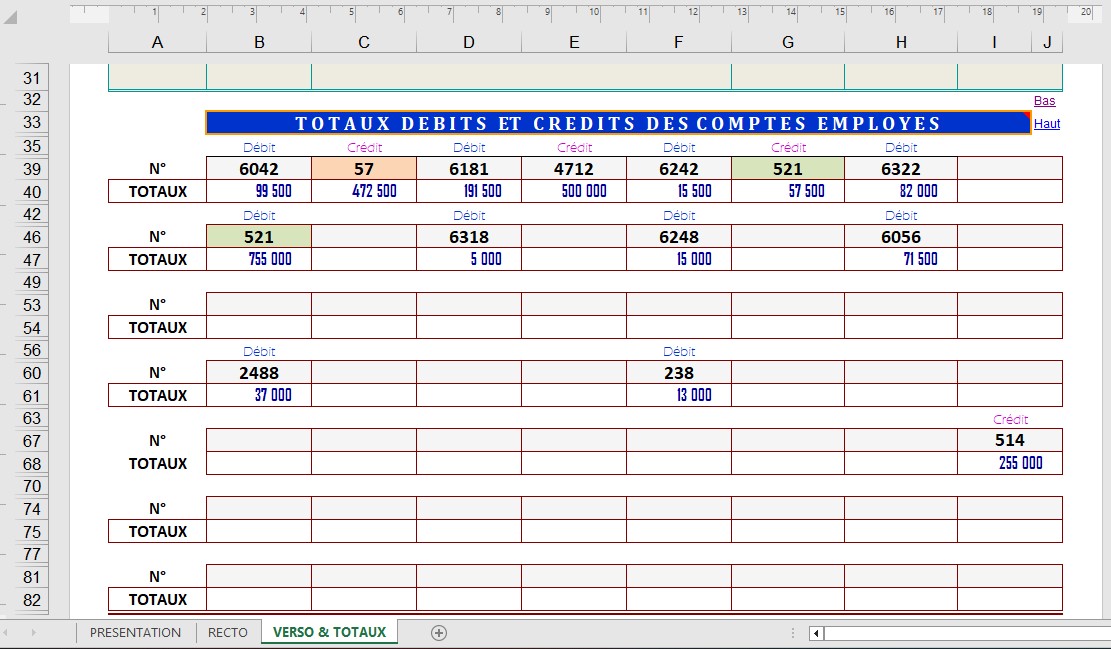 1 2 3 4 5 6 7 8 9 10 11 12 13 14 15 16 17 18 19 20
A B C D E F G H I J
31
32 Bas
33 TOTAUX DEBITS ET CREDITS DES COMPTES EMPLOYES Haut
35 Débit Crédit Débit Crédit Débit Crédit Débit
39 N° 6042 57 6181 4712 6242 521 6322
40 TOTAUX 99 500 472 500 191 500 500 000 15 500 57 500 82 000
42 Débit Débit Débit Débit
46 N° 521 6318 6248 6056
47 TOTAUX 755 000 5 000 15 000 71 500
49
53 N°
54 TOTAUX
56 Débit Débit
60 N° 2488 238
61 TOTAUX 37 000 13 000
63 Crédit
67 N° 514
68 TOTAUX 255 000
70
74 N°
75 TOTAUX
77
81 N°
82 TOTAUX
PRESENTATION RECTO VERSO & TOTAUX